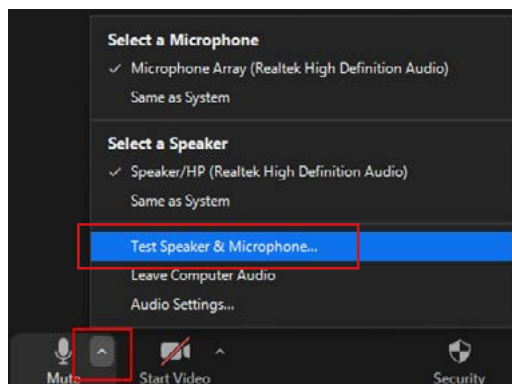 Select a Microphone
✓ Microphone Array (Realtek High Definition Audio)
Same as System
Select a Speaker
✓ Speaker/HP (Realtek High Definition Audio)
Same as System
Test Speaker & Microphone...
Leave Computer Audio
Audio Settings...
Mute Start Video Security